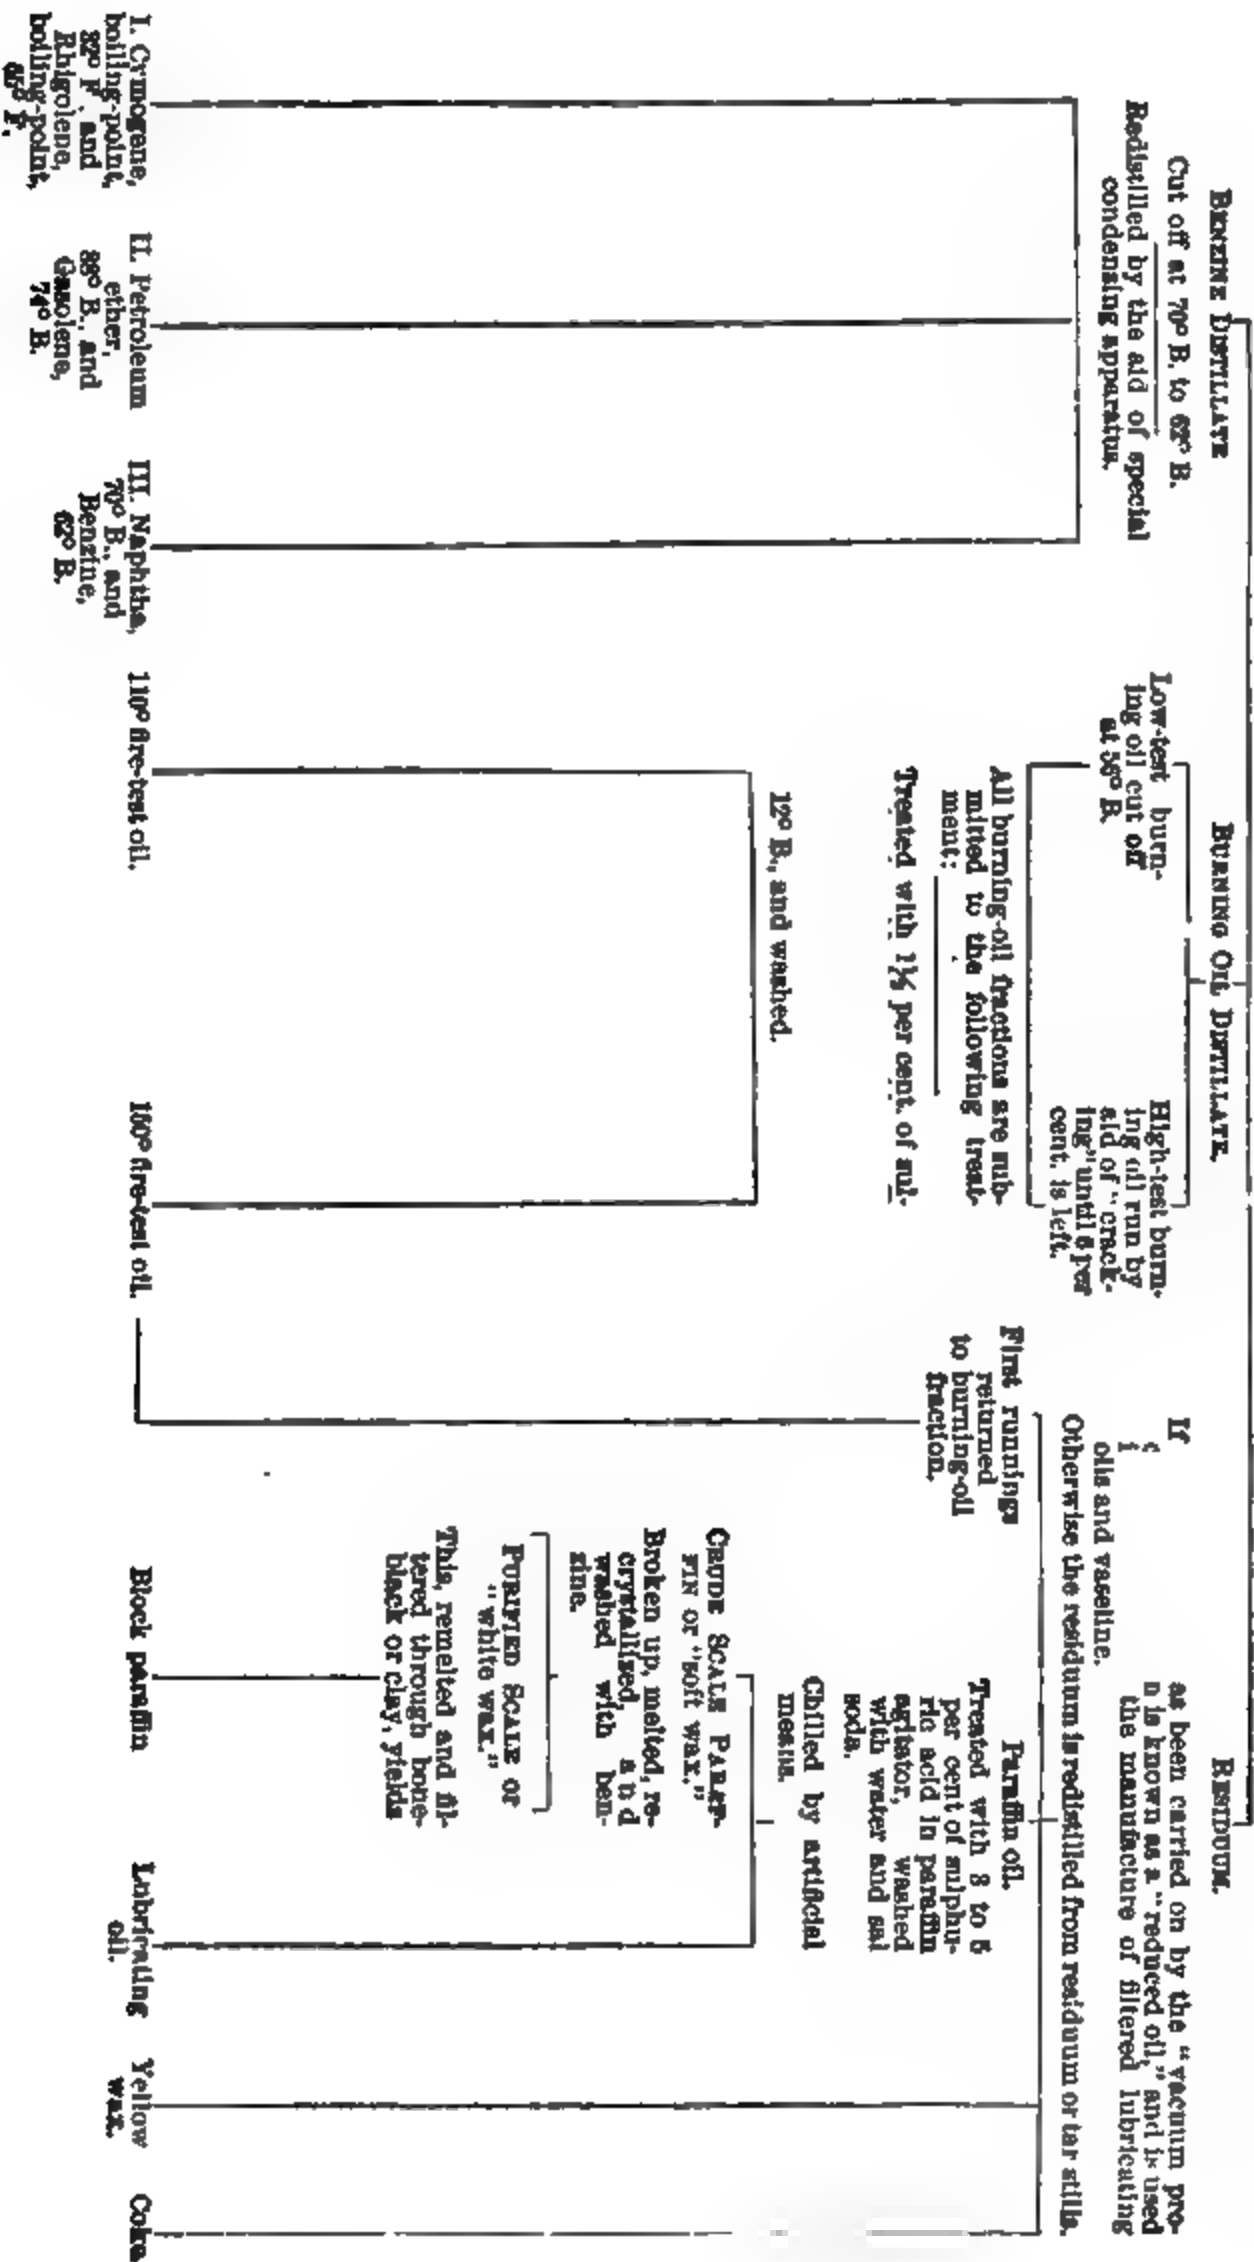 BENZINE DISTILLATE
Cut off at 70° B. to 62° B.
Redistilled by the aid of special
condensing apparatus.
I. Cymogene,
boiling-point,
32° F., and
Rhigolene,
boiling-point,
65° F.
II. Petroleum
ether,
88° B., and
Gasolene,
74° B.
III. Naphtha,
70° B., and
Benzine,
62° B.
BURNING OIL DISTILLATE.
Low-test burn-
ing oil cut off
at 56° B.
High-test burn-
ing oil run by
aid of "crack-
ing" until 6 per
cent. is left.
All burning-oil fractions are sub-
mitted to the following treat-
ment:
Treated with 1½ per cent. of sul-
12° B., and washed.
110° fire-test oil.
150° fire-test oil.
RESIDUUM.
If
as been carried on by the "vacuum pro-
n is known as a "reduced oil," and is used
the manufacture of filtered lubricating
oils and vaseline.
Otherwise the residuum is redistilled from residuum or tar stills.
First runnings
returned
to burning-oil
fraction.
Paraffin oil.
Treated with 3 to 5
per cent of sulphu-
ric acid in paraffin
agitator, washed
with water and sal
soda.
Chilled by artificial
means.
CRUDE SCALE PARAF-
FIN or "soft wax."
Broken up, melted, re-
crystallized, and
washed with ben-
zine.
PURIFIED SCALE or
"white wax."
This, remelted and fil-
tered through bone-
black or clay, yields
Block paraffin
Lubricating
oil.
Yellow
wax.
Coke